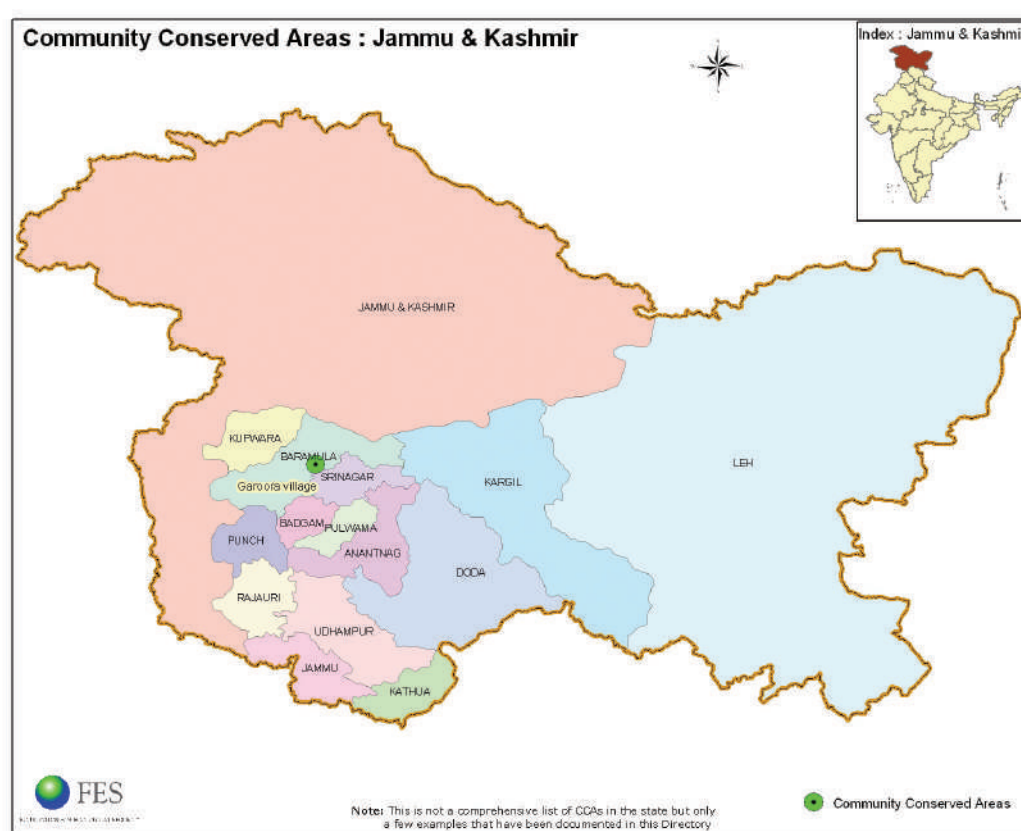 Community Conserved Areas : Jammu & Kashmir
Index : Jammu & Kashmi
JAMMU & KASHMIR
KUPWARA
BARAMULA
SRINAGAR
Garoora village
BADGAM
PULWAMA
PUNCH
ANANTNAG
KARGIL
LEH
DODA
RAJAURI
UDHAMPUR
JAMMU
KATHUA
FES
Note: This is not a comprehensive list of CCAs in the state but only
a few examples that have been documented in this Directory
Community Conserved Areas